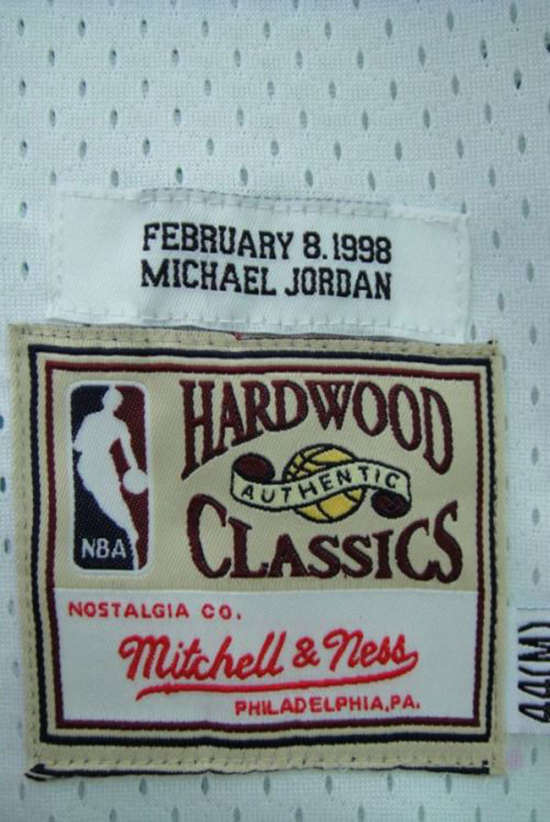 FEBRUARY 8.1998
MICHAEL JORDAN
HARDWOOD
AUTHENTIC
CLASSICS
NBA
NOSTALGIA CO.
Mitchell & Ness
PHILADELPHIA,PA.
44(M)